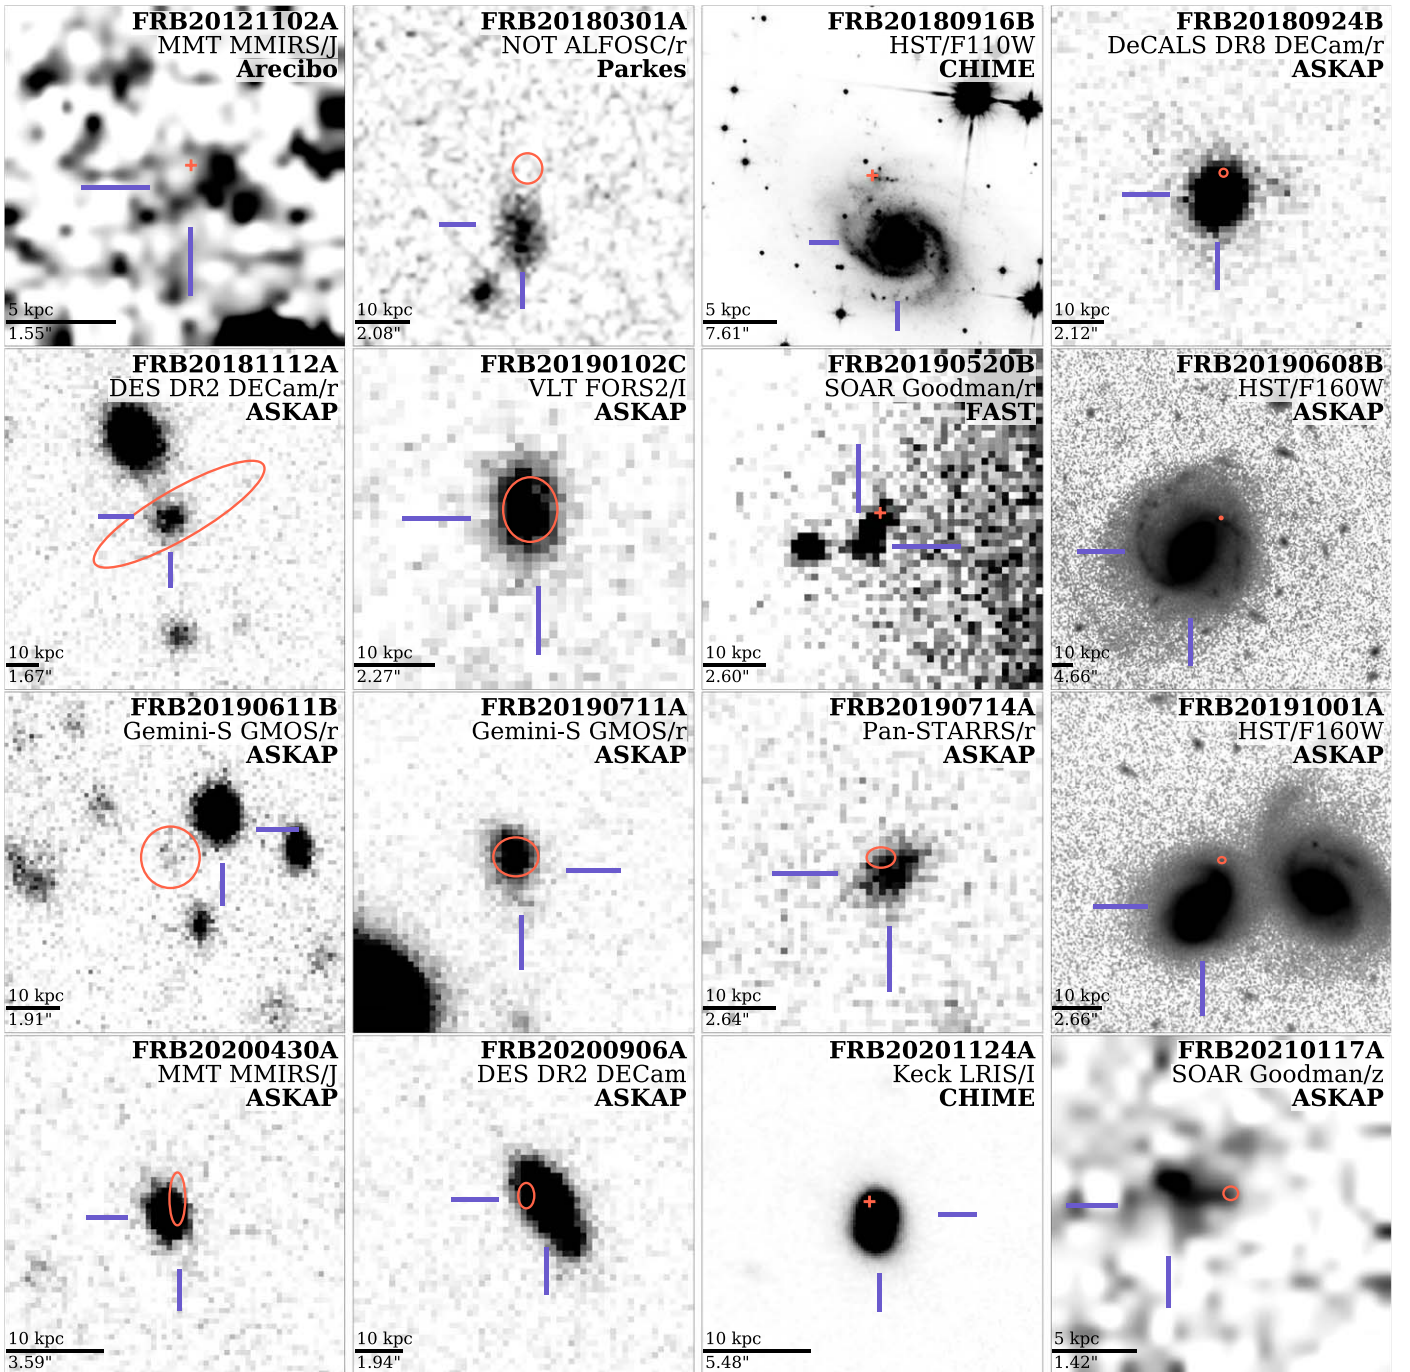 FRB20121102A
MMT MMIRS/J
Arecibo
5 kpc
1.55"
FRB20180301A
NOT ALFOSC/r
Parkes
10 kpc
2.08"
FRB20180916B
HST/F110W
CHIME
5 kpc
7.61"
FRB20180924B
DeCALS DR8 DECam/r
ASKAP
10 kpc
2.12"
FRB20181112A
DES DR2 DECam/r
ASKAP
10 kpc
1.67"
FRB20190102C
VLT FORS2/I
ASKAP
10 kpc
2.27"
FRB20190520B
SOAR Goodman/r
FAST
10 kpc
2.60"
FRB20190608B
HST/F160W
ASKAP
10 kpc
4.66"
FRB20190611B
Gemini-S GMOS/r
ASKAP
10 kpc
1.91"
FRB20190711A
Gemini-S GMOS/r
ASKAP
10 kpc
2.27"
FRB20190714A
Pan-STARRS/r
ASKAP
10 kpc
2.64"
FRB20191001A
HST/F160W
ASKAP
10 kpc
2.66"
FRB20200430A
MMT MMIRS/J
ASKAP
10 kpc
3.59"
FRB20200906A
DES DR2 DECam
ASKAP
10 kpc
1.94"
FRB20201124A
Keck LRIS/I
CHIME
10 kpc
5.48"
FRB20210117A
SOAR Goodman/z
ASKAP
5 kpc
1.42"